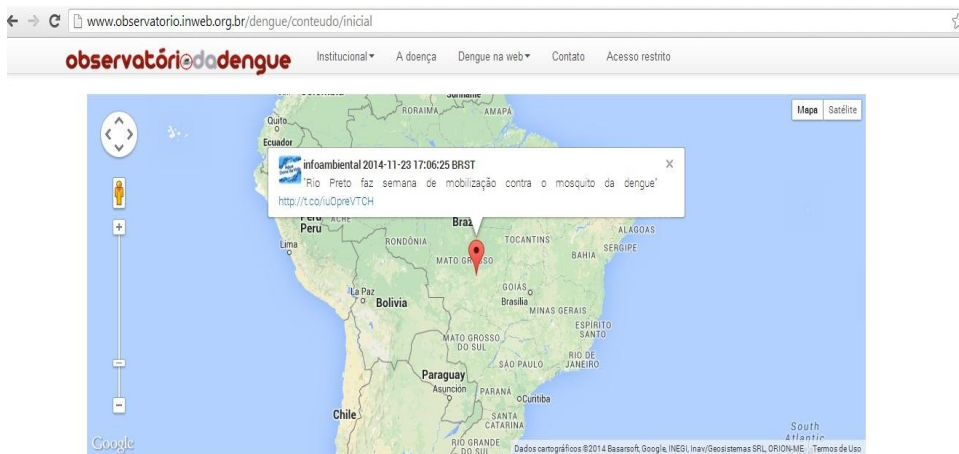 www.observatorio.inweb.org.br/dengue/conteudo/inicial
observatóriodadengue
Institucional A doença Dengue na web Contato Acesso restrito
Mapa Satélite
RORAIMA
AMAPÁ
Quito
Ecuador
infoambiental 2014-11-23 17:06:25 BRST
"Rio Preto faz semana de mobilização contra o mosquito da dengue"
http://t.co/iuOpreVTCH
Peru
ACRE
ALAGOAS
Lima
RONDÔNIA
TOCANTINS
SERGIPE
BAHIA
MATO GROSSO
La Paz
Bolivia
GOIÁS
Brasília
MINAS GERAIS
ESPÍRITO
SANTO
MATO GROSSO
DO SUL
RIO DE
JANEIRO
SÃO PAULO
Paraguay
Asunción
PARANÁ
Curitiba
Chile
SANTA
CATARINA
South
Atlantic
Google
RIO GRANDE
DO SUL
Dados cartográficos ©2014 Basarsoft, Google, INEGI, Inav/Geosistemas SRL, ORION-ME Termos de Uso